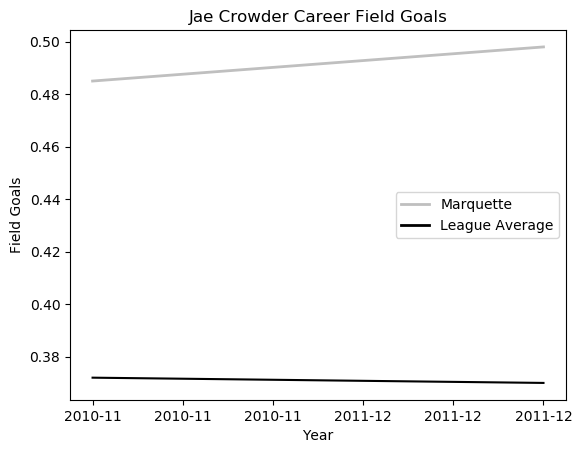 Jae Crowder Career Field Goals
0.50
0.48
0.46
0.44
0.42
0.40
0.38
Field Goals
Marquette
League Average
2010-11 2010-11 2010-11 2011-12 2011-12 2011-12
Year